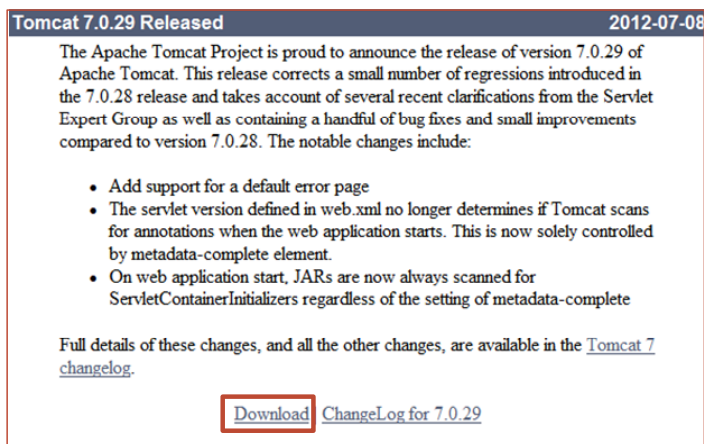 Tomcat 7.0.29 Released 2012-07-08
The Apache Tomcat Project is proud to announce the release of version 7.0.29 of
Apache Tomcat. This release corrects a small number of regressions introduced in
the 7.0.28 release and takes account of several recent clarifications from the Servlet
Expert Group as well as containing a handful of bug fixes and small improvements
compared to version 7.0.28. The notable changes include:
• Add support for a default error page
• The servlet version defined in web.xml no longer determines if Tomcat scans
for annotations when the web application starts. This is now solely controlled
by metadata-complete element.
• On web application start, JARs are now always scanned for
ServletContainerInitializers regardless of the setting of metadata-complete
Full details of these changes, and all the other changes, are available in the Tomcat 7
changelog.
Download ChangeLog for 7.0.29